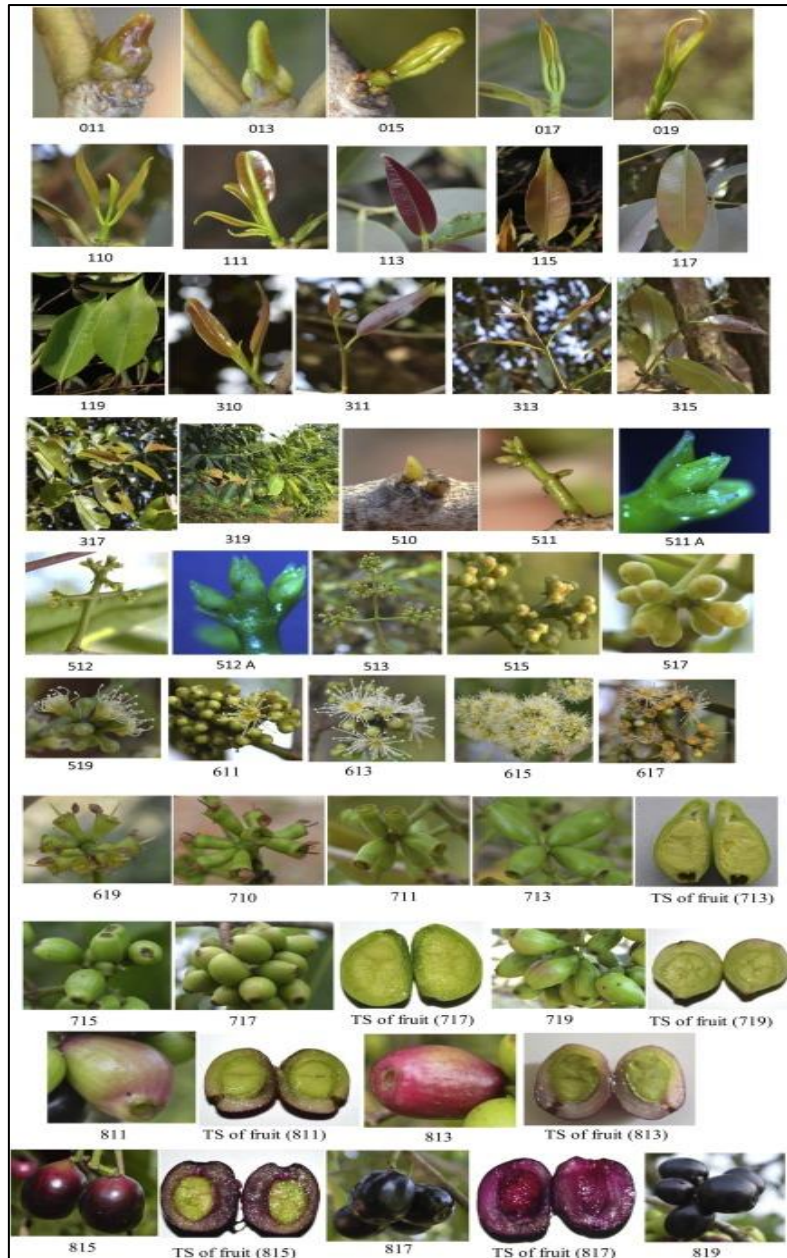 011 013 015 017 019
110 111 113 115 117
119 310 311 313 315
317 319 510 511 511 A
512 512 A 513 515 517
519 611 613 615 617
619 710 711 713 TS of fruit (713)
715 717 TS of fruit (717) 719 TS of fruit (719)
811 TS of fruit (811) 813 TS of fruit (813)
815 TS of fruit (815) 817 TS of fruit (817) 819